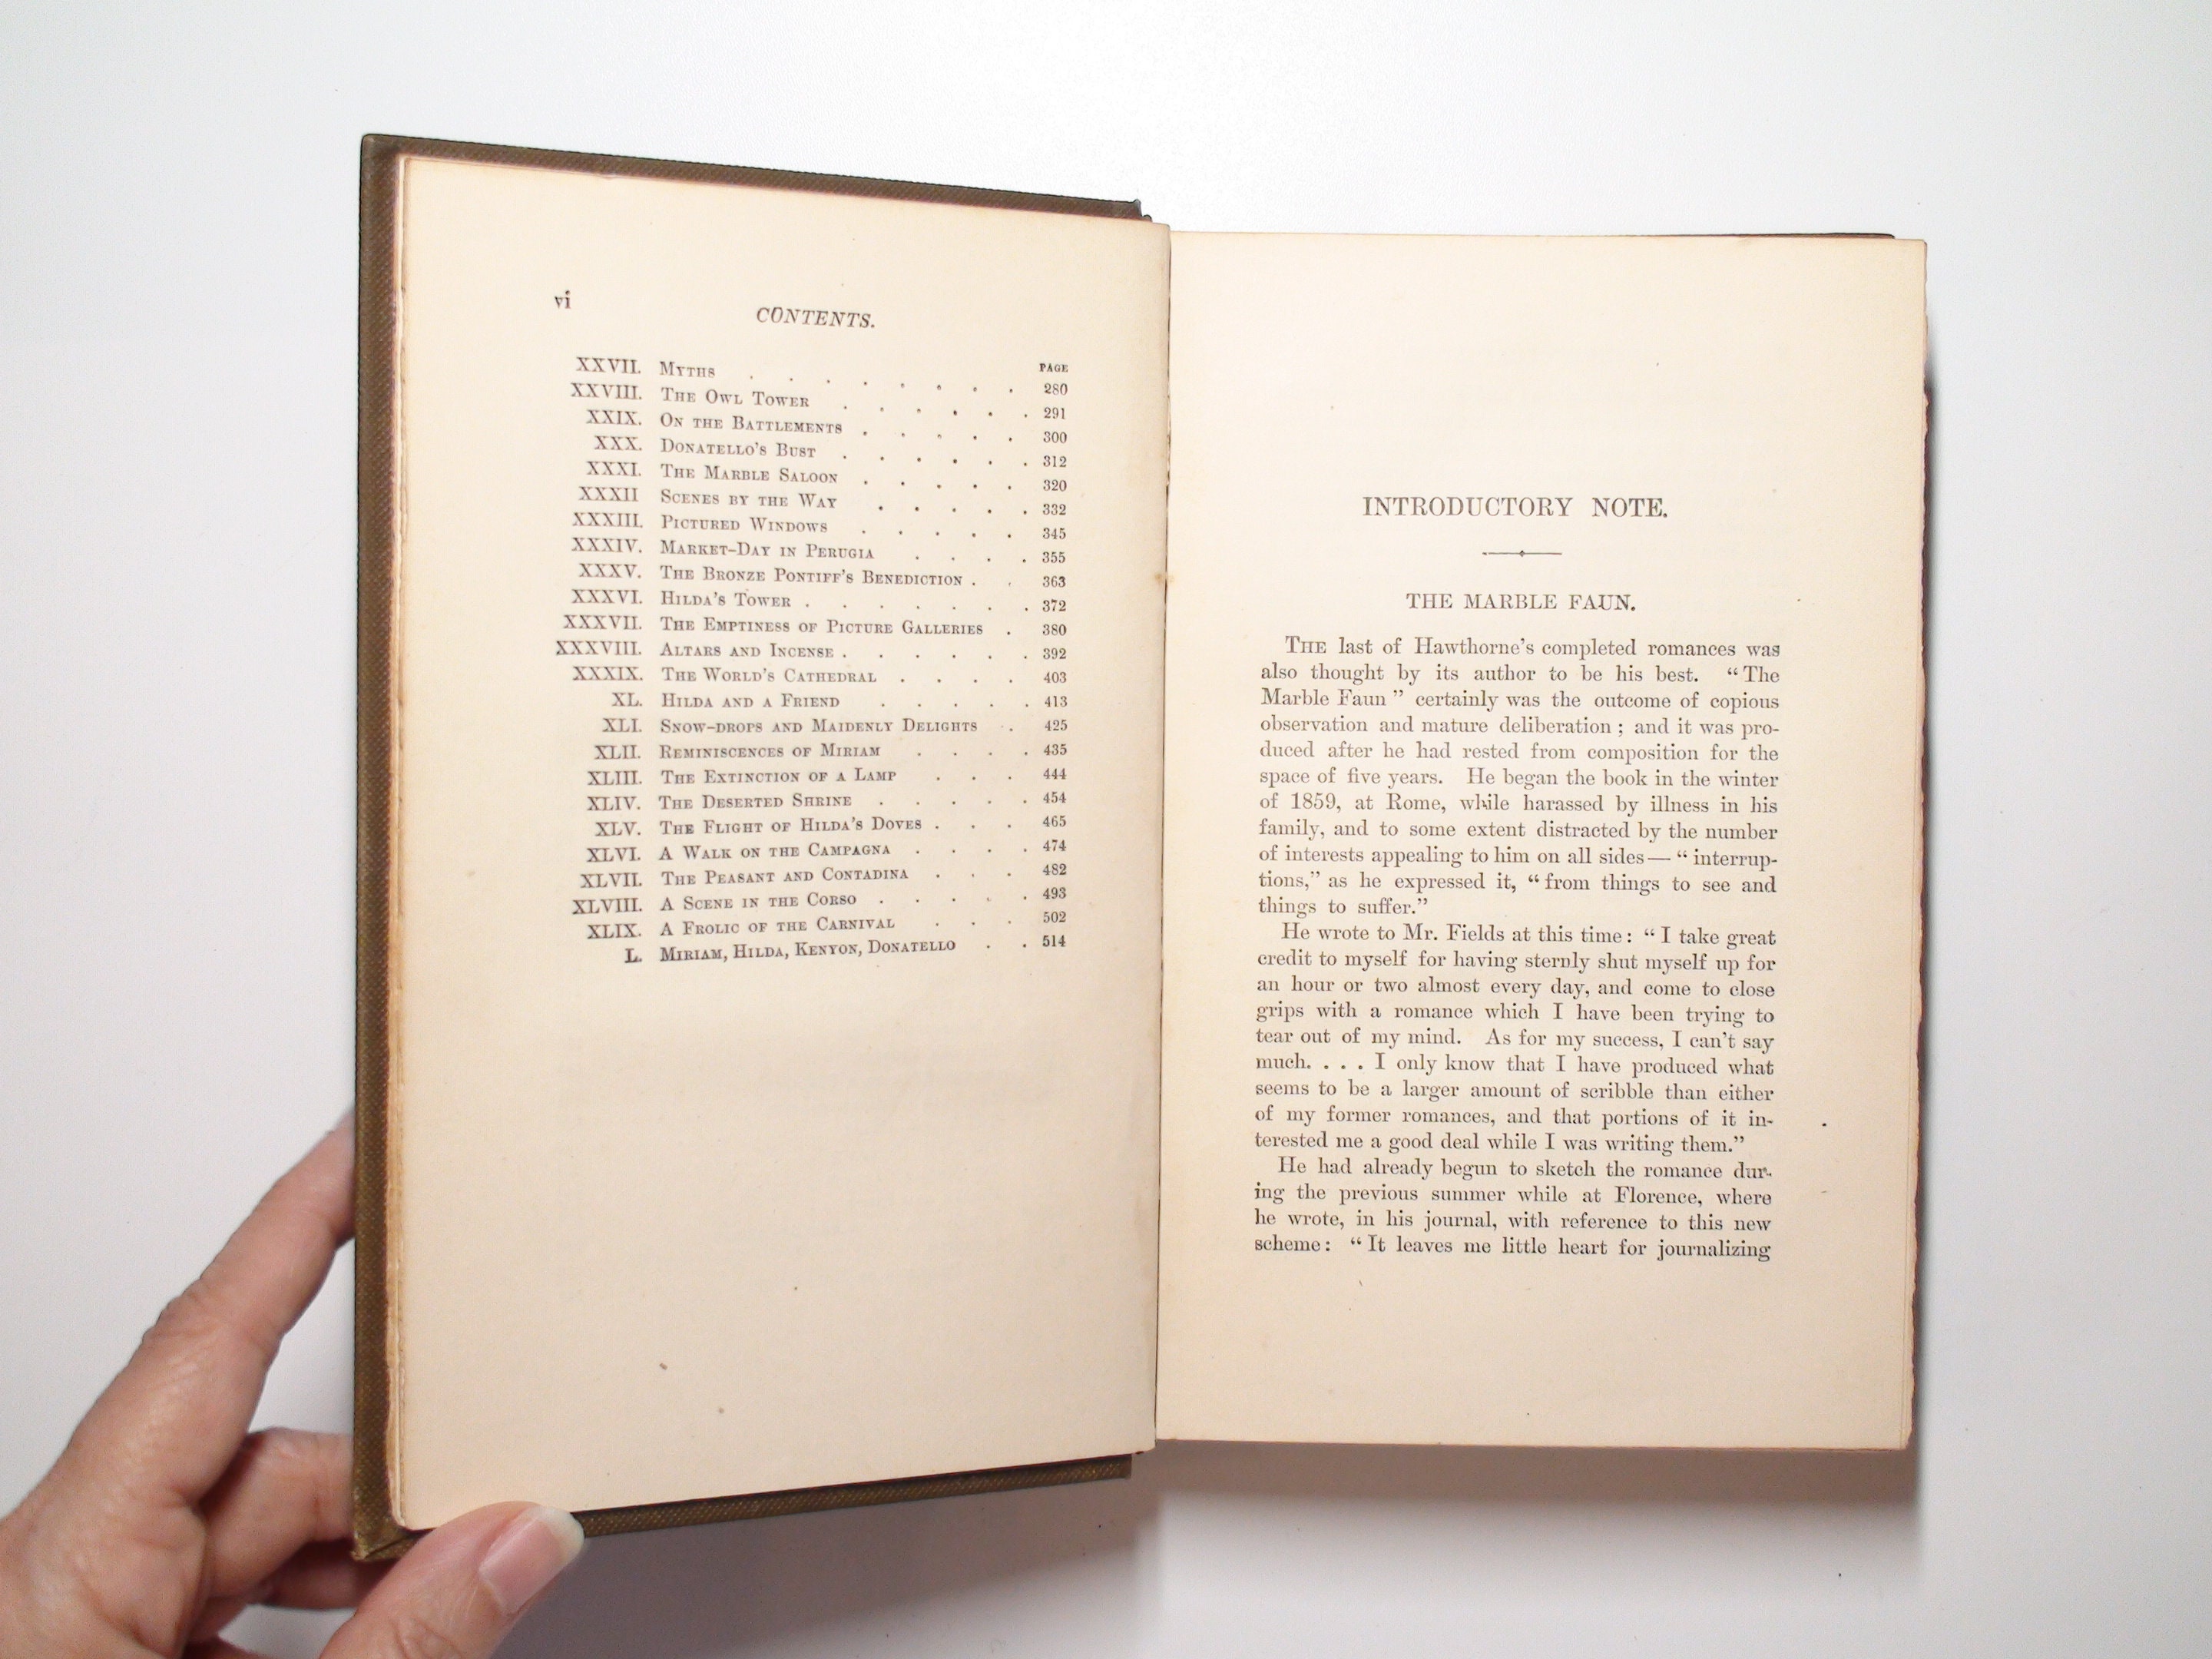 vi
CONTENTS.
PAGE
XXVII. MYTHS . . . . . . . . 280
XXVIII. THE OWL TOWER . . . . . . 291
XXIX. ON THE BATTLEMENTS . . . . . 300
XXX. DONATELLO'S BUST . . . . . . 312
XXXI. THE MARBLE SALOON . . . . . 320
XXXII SCENES BY THE WAY . . . . . 332
XXXIII. PICTURED WINDOWS . . . . . 345
XXXIV. MARKET-DAY IN PERUGIA . . . . 355
XXXV. THE BRONZE PONTIFF'S BENEDICTION . . 363
XXXVI. HILDA'S TOWER . . . . . . . 372
XXXVII. THE EMPTINESS OF PICTURE GALLERIES . 380
XXXVIII. ALTARS AND INCENSE . . . . . . 392
XXXIX. THE WORLD'S CATHEDRAL . . . . 403
XL. HILDA AND A FRIEND . . . . . 413
XLI. SNOW-DROPS AND MAIDENLY DELIGHTS . 425
XLII. REMINISCENCES OF MIRIAM . . . . 435
XLIII. THE EXTINCTION OF A LAMP . . . 444
XLIV. THE DESERTED SHRINE . . . . . 454
XLV. THE FLIGHT OF HILDA'S DOVES . . . 465
XLVI. A WALK ON THE CAMPAGNA . . . . 474
XLVII. THE PEASANT AND CONTADINA . . . 482
XLVIII. A SCENE IN THE CORSO . . . . . 493
XLIX. A FROLIC OF THE CARNIVAL . . . 502
L. MIRIAM, HILDA, KENYON, DONATELLO . . 514
INTRODUCTORY NOTE.
THE MARBLE FAUN.
THE last of Hawthorne's completed romances was
also thought by its author to be his best. "The
Marble Faun" certainly was the outcome of copious
observation and mature deliberation; and it was pro-
duced after he had rested from composition for the
space of five years. He began the book in the winter
of 1859, at Rome, while harassed by illness in his
family, and to some extent distracted by the number
of interests appealing to him on all sides — "interrup-
tions," as he expressed it, "from things to see and
things to suffer."
He wrote to Mr. Fields at this time: "I take great
credit to myself for having sternly shut myself up for
an hour or two almost every day, and come to close
grips with a romance which I have been trying to
tear out of my mind. As for my success, I can't say
much. . . . I only know that I have produced what
seems to be a larger amount of scribble than either
of my former romances, and that portions of it in-
terested me a good deal while I was writing them."
He had already begun to sketch the romance dur-
ing the previous summer while at Florence, where
he wrote, in his journal, with reference to this new
scheme: "It leaves me little heart for journalizing